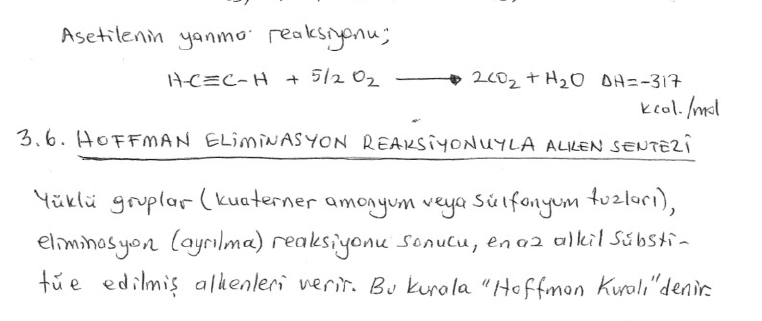 Asetilenin yanma reaksiyonu;
H-C≡C-H + 5/2 O2 → 2CO2 + H2O ΔH=-317
kcal./mol
3.6. HOFFMAN ELİMİNASYON REAKSİYONUYLA ALKEN SENTEZİ
Yüklü gruplar (kuaterner amonyum veya sülfonyum tuzları),
eliminasyon (ayrılma) reaksiyonu sonucu, en az alkil sübsti-
tüe edilmiş alkenleri verir. Bu kurala "Hoffman Kuralı" denir.